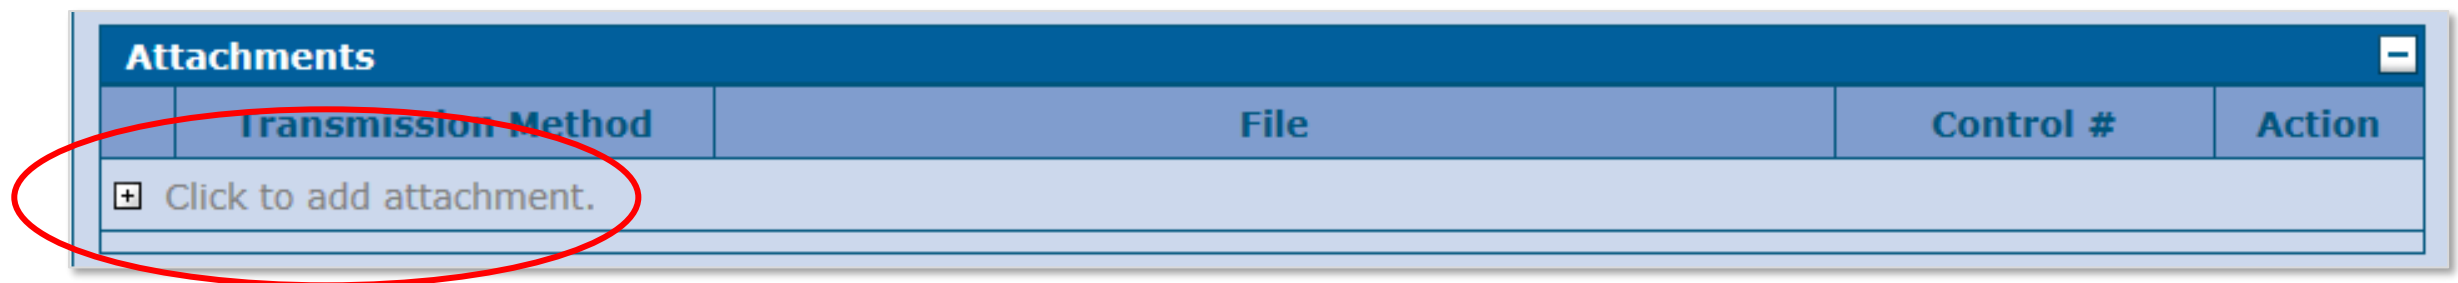 Attachments
Transmission Method File Control # Action
Click to add attachment.